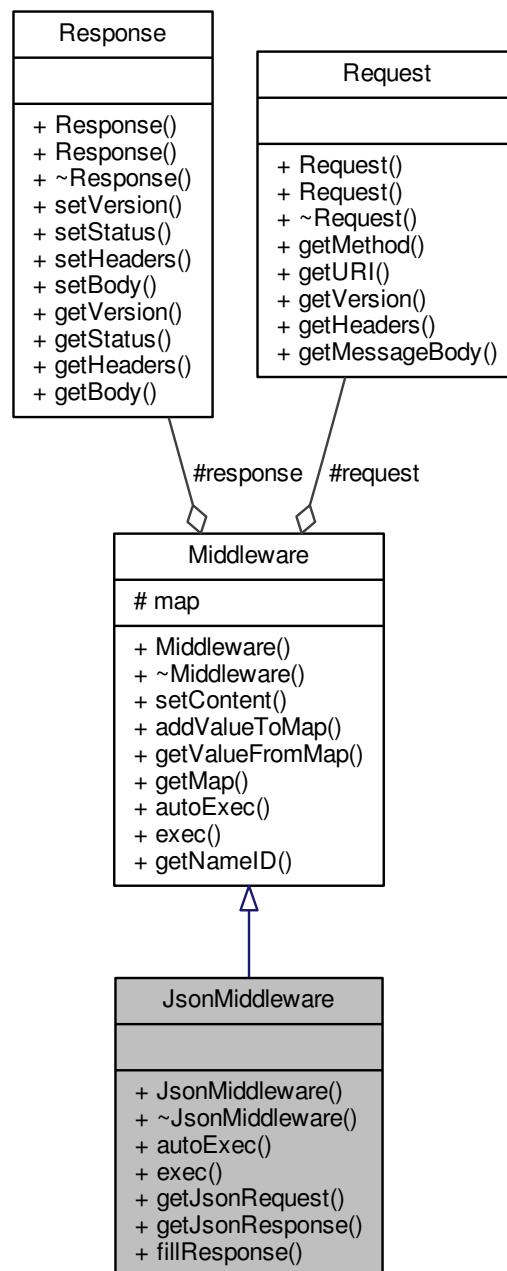 Response
+ Response()
+ Response()
+ ~Response()
+ setVersion()
+ setStatus()
+ setHeaders()
+ setBody()
+ getVersion()
+ getStatus()
+ getHeaders()
+ getBody()
Request
+ Request()
+ Request()
+ ~Request()
+ getMethod()
+ getURI()
+ getVersion()
+ getHeaders()
+ getMessageBody()
#response
#request
Middleware
# map
+ Middleware()
+ ~Middleware()
+ setContent()
+ addValueToMap()
+ getValueFromMap()
+ getMap()
+ autoExec()
+ exec()
+ getNameID()
JsonMiddleware
+ JsonMiddleware()
+ ~JsonMiddleware()
+ autoExec()
+ exec()
+ getJsonRequest()
+ getJsonResponse()
+ fillResponse()